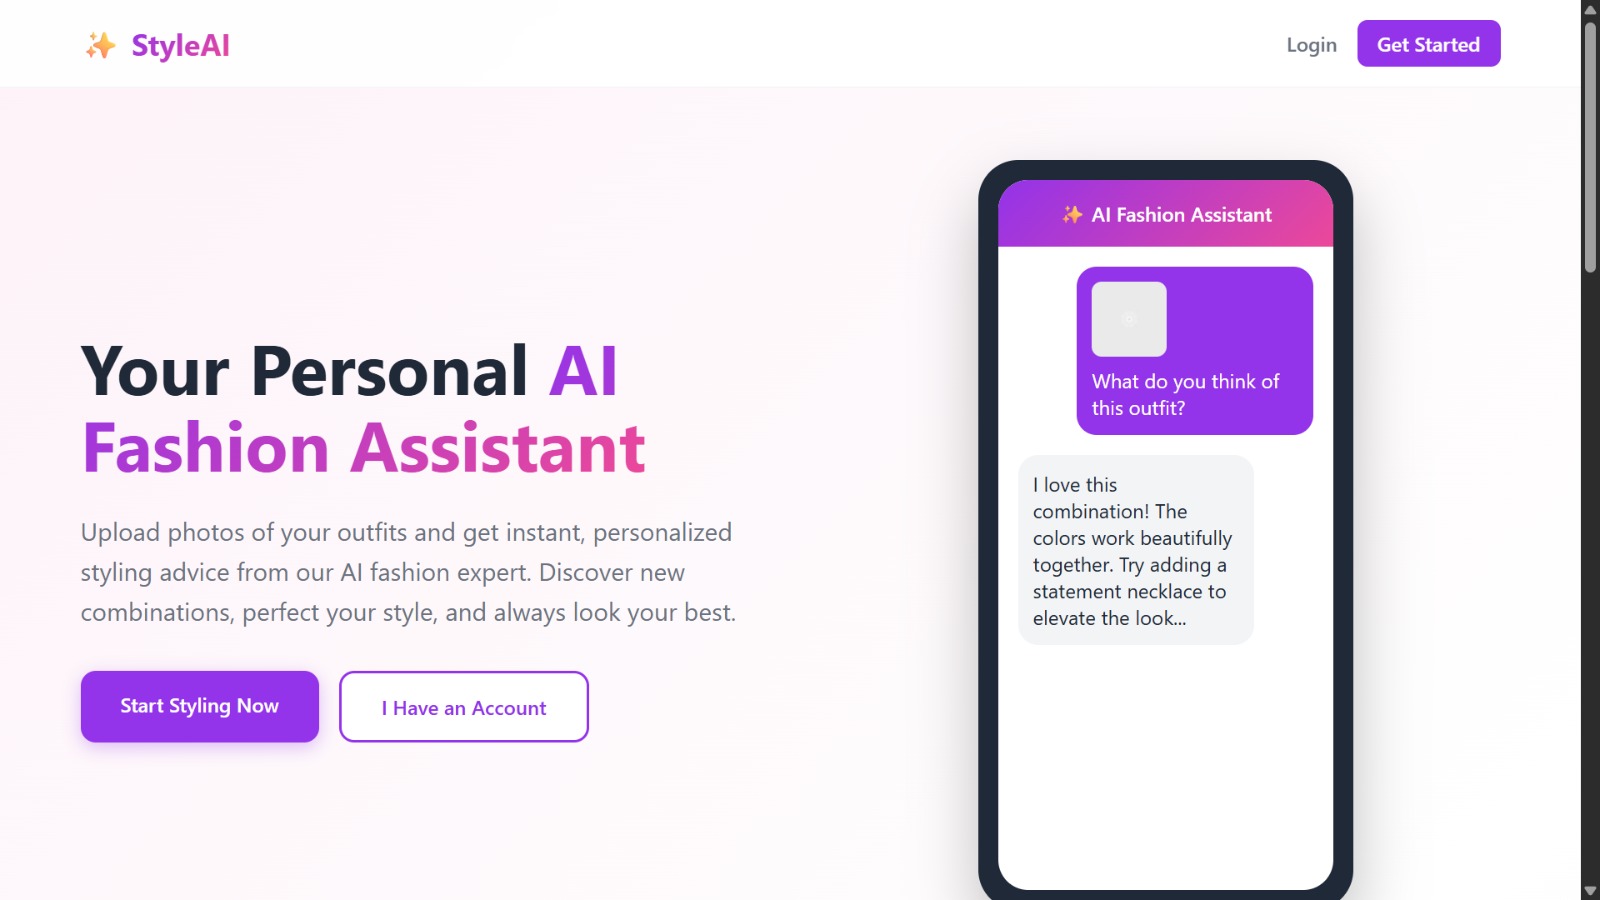 StyleAI
Login
Get Started
Your Personal AI
Fashion Assistant
Upload photos of your outfits and get instant, personalized
styling advice from our AI fashion expert. Discover new
combinations, perfect your style, and always look your best.
Start Styling Now
I Have an Account
AI Fashion Assistant
What do you think of
this outfit?
I love this
combination! The
colors work beautifully
together. Try adding a
statement necklace to
elevate the look...